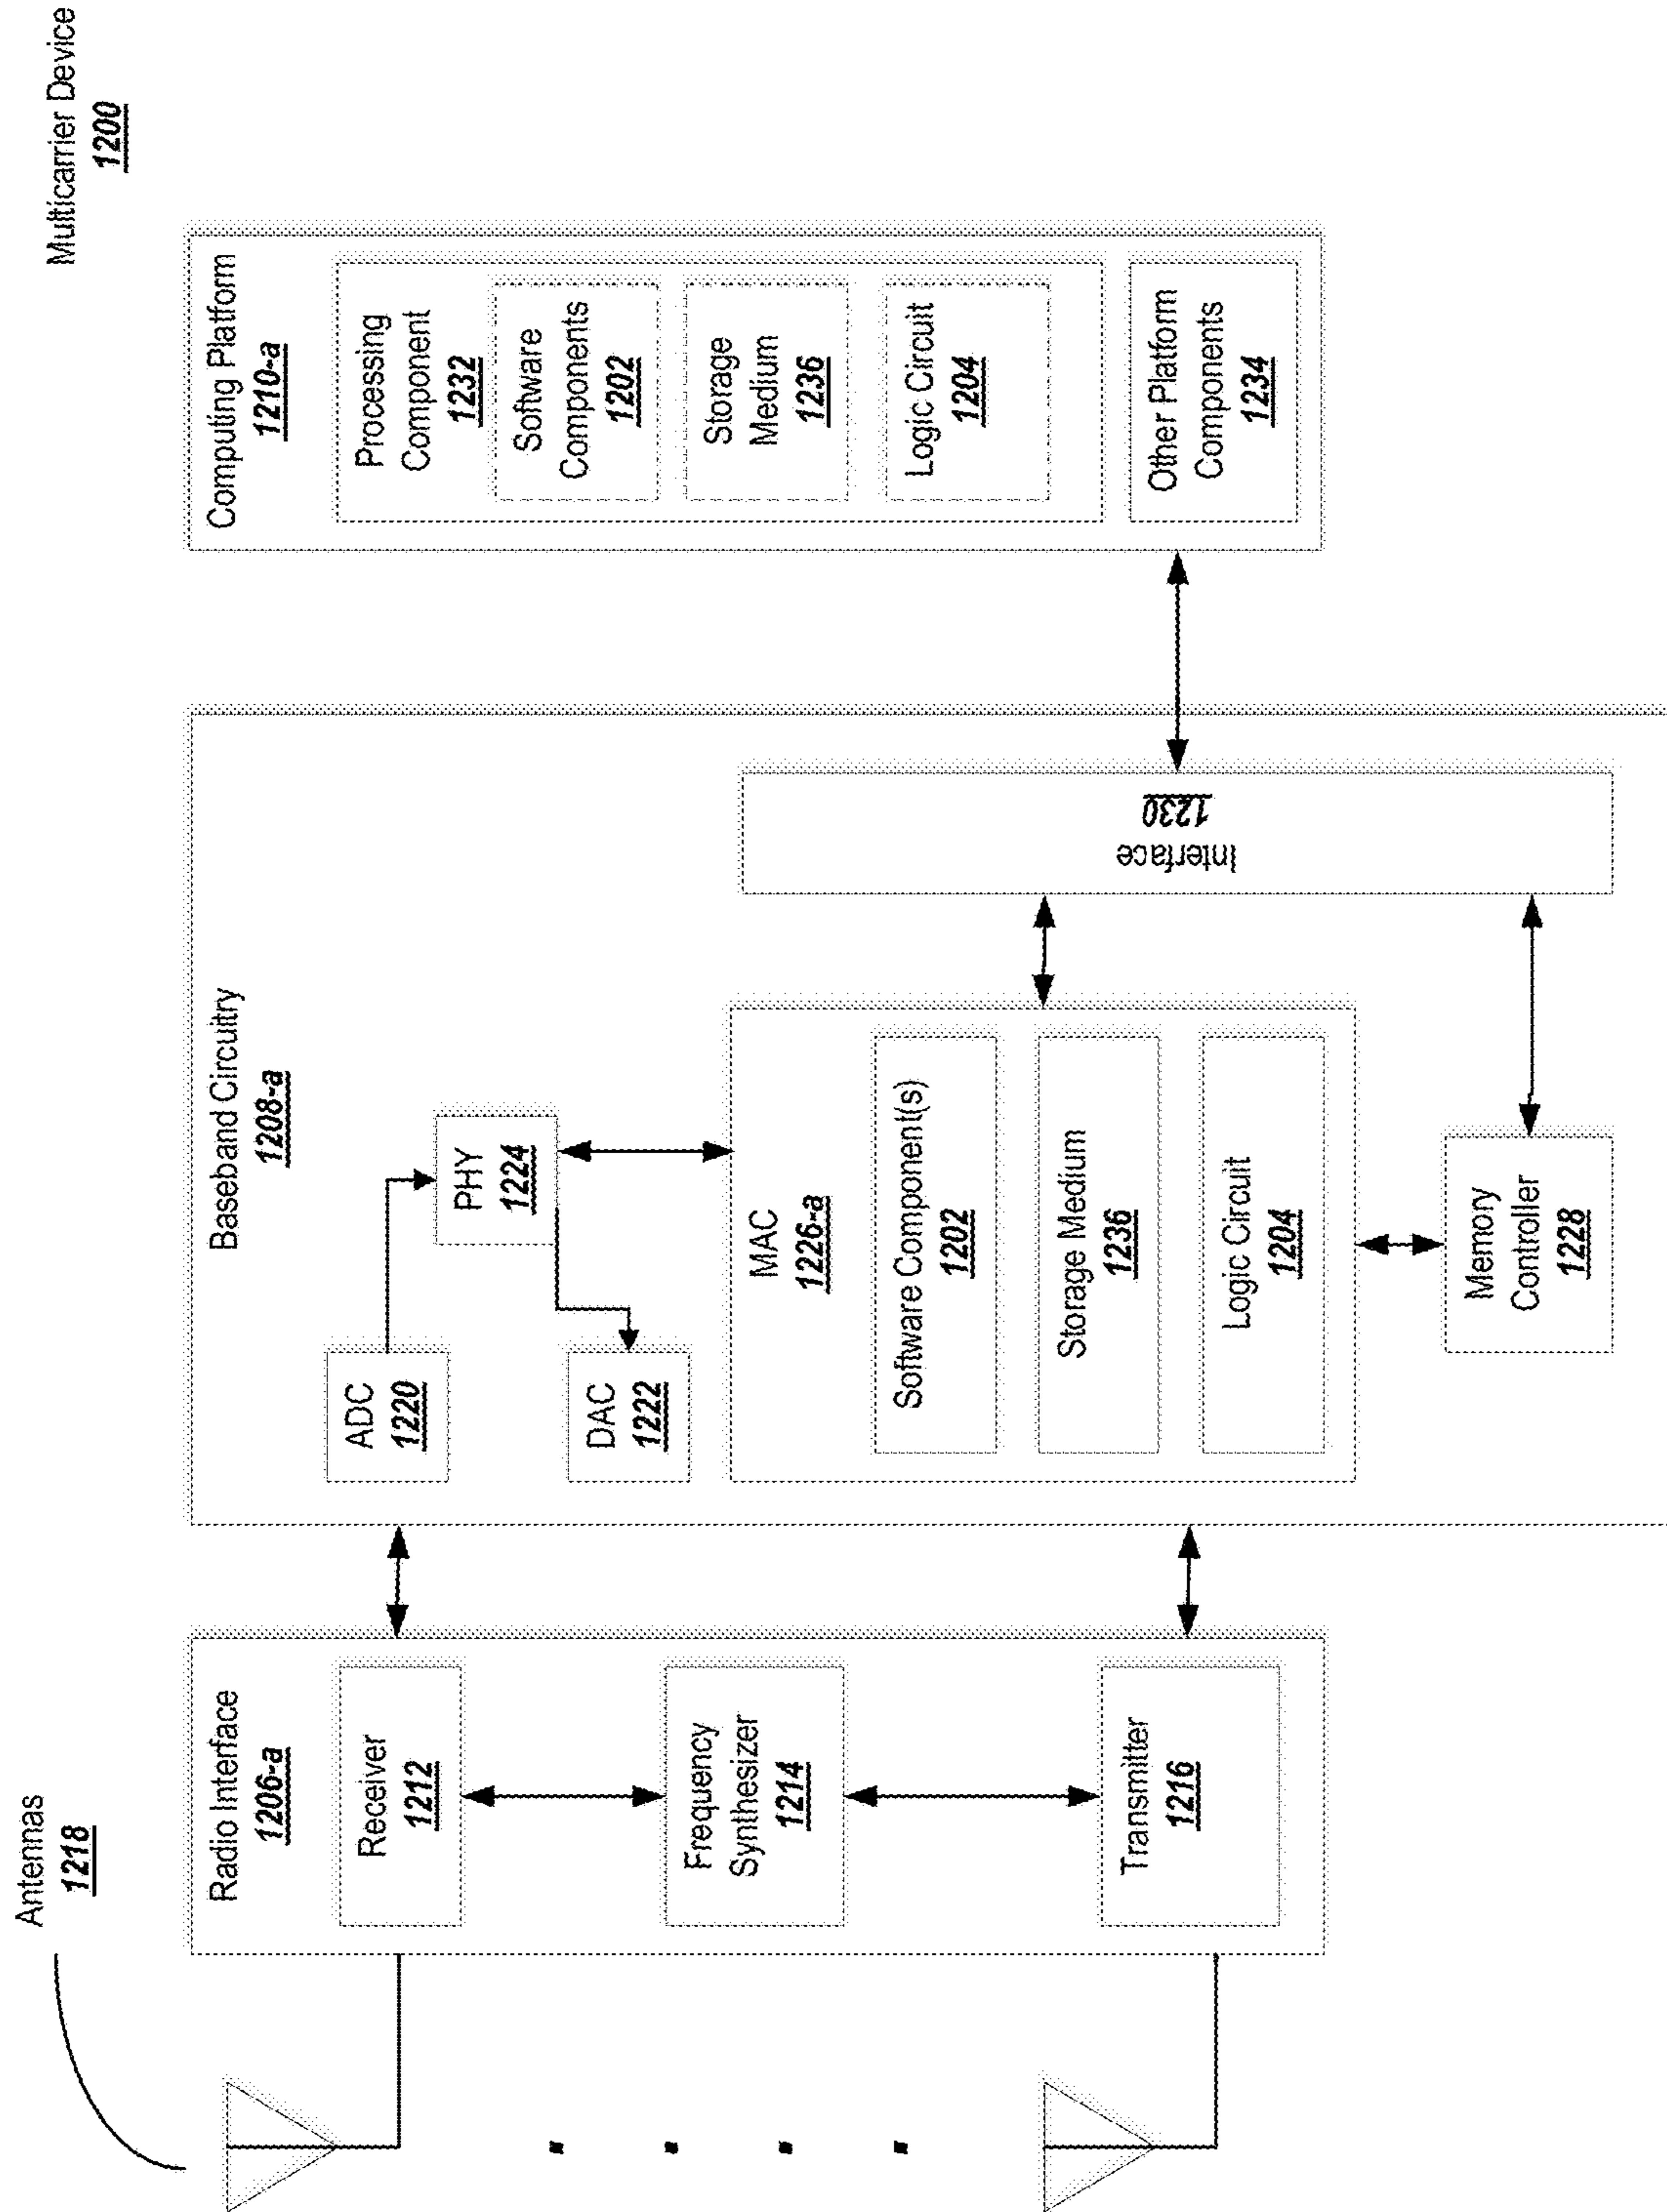 Multicarrier Device
1200
Antennas
1218
Radio Interface
1206-a
Receiver
1212
Frequency
Synthesizer
1214
Transmitter
1216
Baseband Circuitry
1208-a
ADC
1220
PHY
1224
DAC
1222
MAC
1226-a
Software Component(s)
1202
Storage Medium
1236
Logic Circuit
1204
Memory
Controller
1228
Interface
1230
Computing Platform
1210-a
Processing
Component
1232
Software
Components
1202
Storage
Medium
1236
Logic Circuit
1204
Other Platform
Components
1234